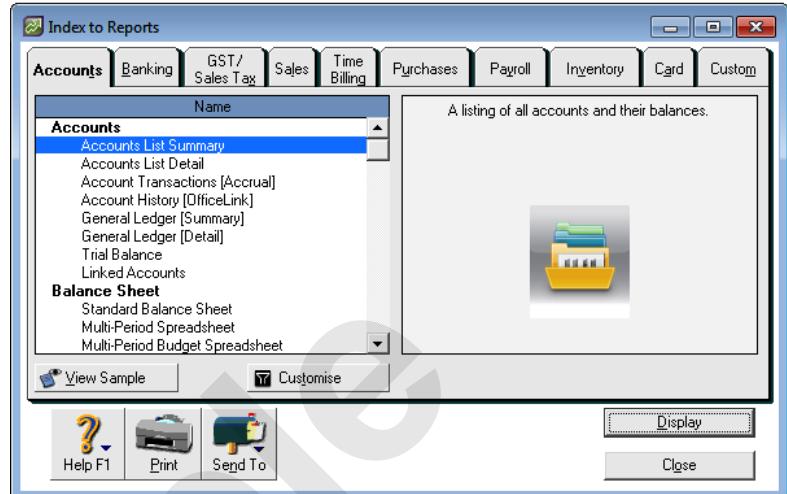 Index to Reports
Accounts
Banking
GST/
Sales Tax
Sales
Time
Billing
Purchases
Payroll
Inventory
Card
Custom
Name
Accounts
Accounts List Summary
Accounts List Detail
Account Transactions [Accrual]
Account History [OfficeLink]
General Ledger [Summary]
General Ledger [Detail]
Trial Balance
Linked Accounts
Balance Sheet
Standard Balance Sheet
Multi-Period Spreadsheet
Multi-Period Budget Spreadsheet
A listing of all accounts and their balances.
View Sample
Customise
Help F1
Print
Send To
Display
Close